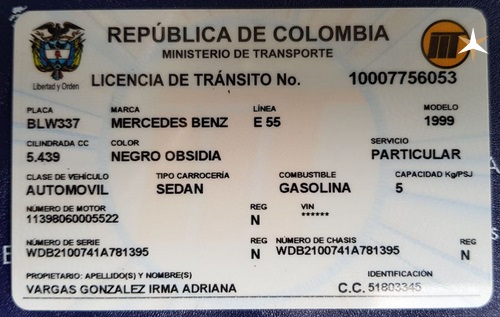 REPÚBLICA DE COLOMBIA
MINISTERIO DE TRANSPORTE
Libertad y Orden
LICENCIA DE TRÁNSITO No. 10007756053
PLACA MARCA LÍNEA MODELO
BLW337 MERCEDES BENZ E 55 1999
CILINDRADA CC COLOR SERVICIO
5.439 NEGRO OBSIDIA PARTICULAR
CLASE DE VEHÍCULO TIPO CARROCERÍA COMBUSTIBLE CAPACIDAD Kg/PSJ
AUTOMOVIL SEDAN GASOLINA 5
NÚMERO DE MOTOR REG VIN
11398060005522 N ******
NÚMERO DE SERIE REG NÚMERO DE CHASIS REG
WDB2100741A781395 N WDB2100741A781395 N
PROPIETARIO: APELLIDO(S) Y NOMBRE(S) IDENTIFICACIÓN
VARGAS GONZALEZ IRMA ADRIANA C.C. 51803345